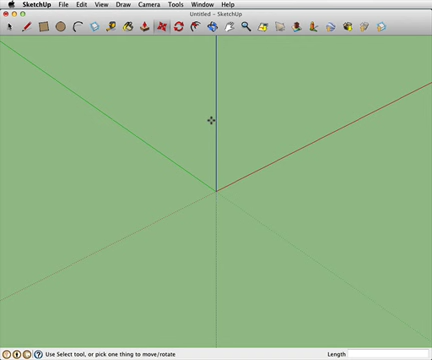 SketchUp File Edit View Draw Camera Tools Window Help
Untitled - SketchUp
Use Select tool, or pick one thing to move/rotate
Length